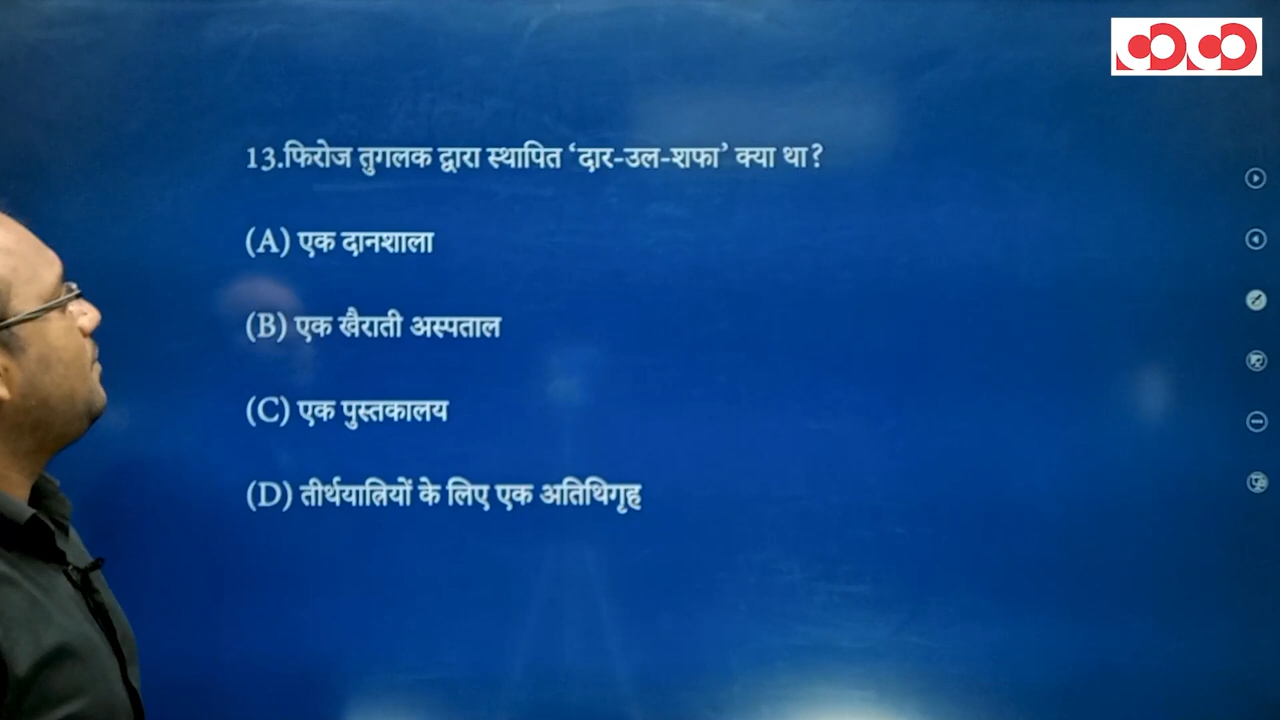 13.फिरोज तुगलक द्वारा स्थापित ‘दार-उल-शफा’ क्या था?
(A) एक दानशाला
(B) एक खैराती अस्पताल
(C) एक पुस्तकालय
(D) तीर्थयात्रियों के लिए एक अतिथिगृह